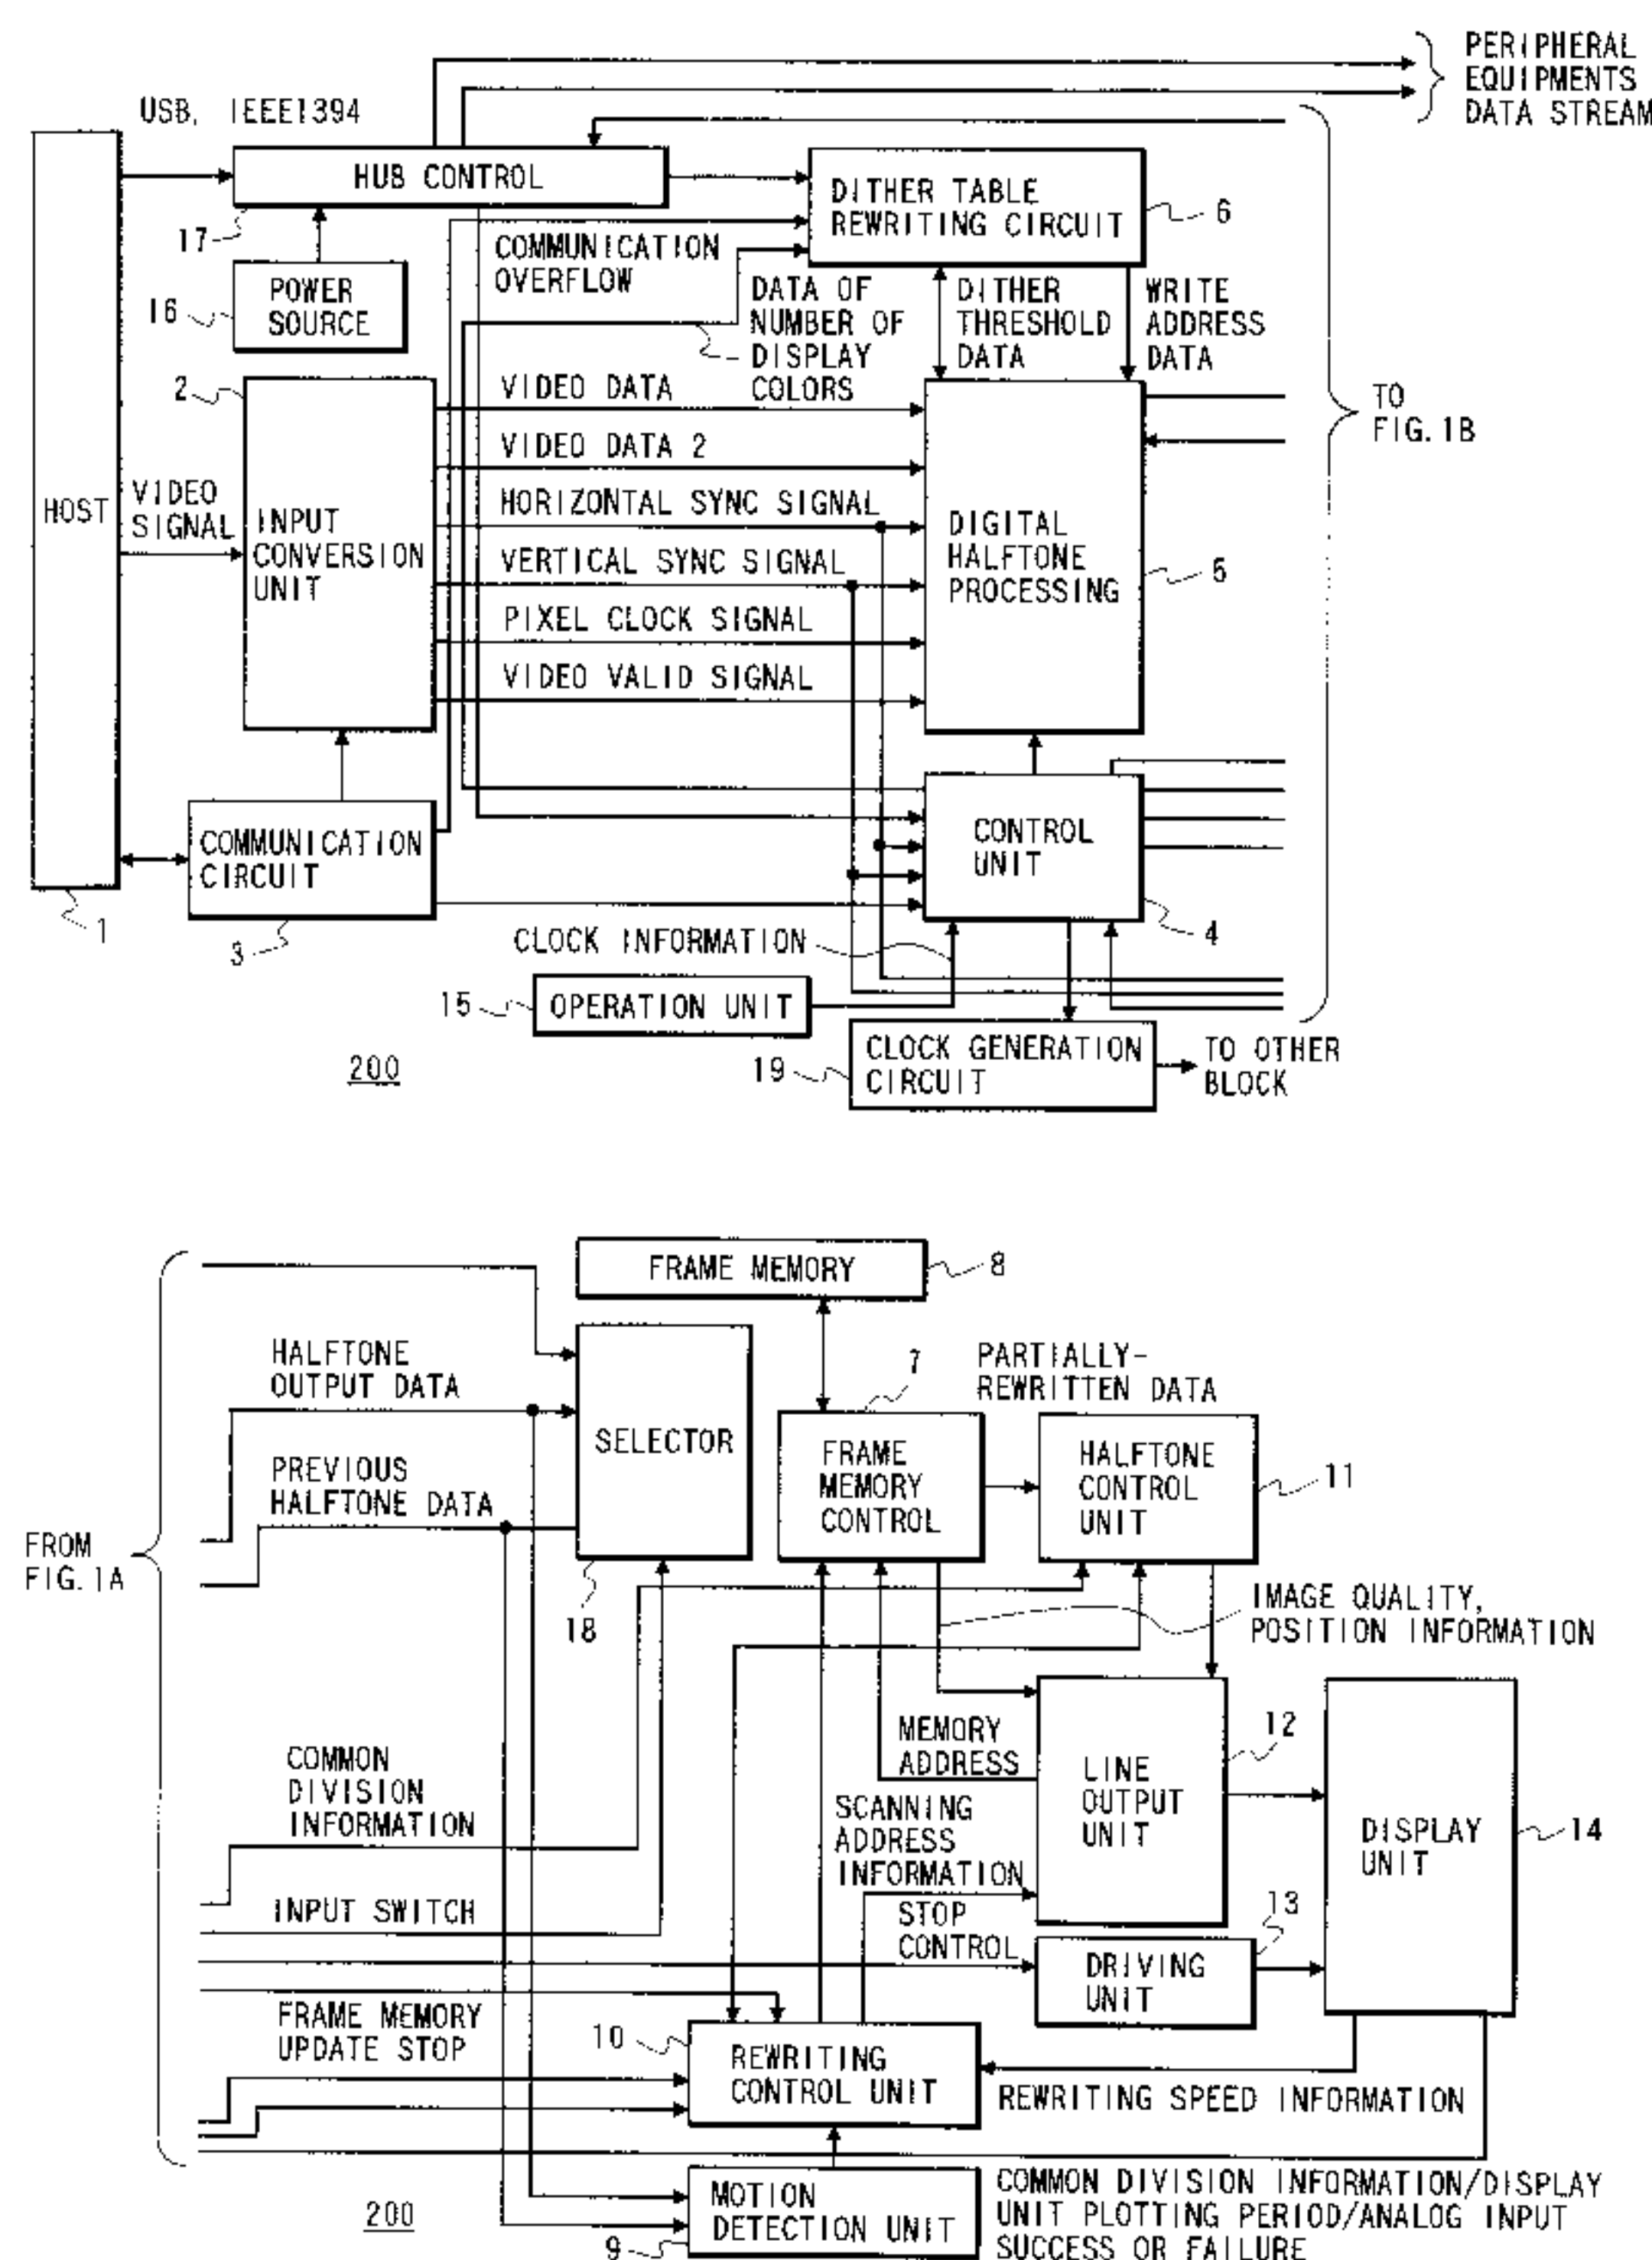 PERIPHERAL
EQUIPMENTS
DATA STREAM
USB, IEEE1394
HUB CONTROL
17
DITHER TABLE
REWRITING CIRCUIT
6
POWER
SOURCE
16
COMMUNICATION
OVERFLOW
DATA OF
NUMBER OF
DISPLAY
COLORS
DITHER
THRESHOLD
DATA
WRITE
ADDRESS
DATA
TO
FIG. 1B
HOST
1
VIDEO
SIGNAL
2
INPUT
CONVERSION
UNIT
VIDEO DATA
VIDEO DATA 2
HORIZONTAL SYNC SIGNAL
VERTICAL SYNC SIGNAL
PIXEL CLOCK SIGNAL
VIDEO VALID SIGNAL
DIGITAL
HALFTONE
PROCESSING
5
COMMUNICATION
CIRCUIT
3
CONTROL
UNIT
4
CLOCK INFORMATION
15
OPERATION UNIT
19
CLOCK GENERATION
CIRCUIT
TO OTHER
BLOCK
200
FRAME MEMORY
8
HALFTONE
OUTPUT DATA
PREVIOUS
HALFTONE DATA
SELECTOR
18
7
FRAME
MEMORY
CONTROL
PARTIALLY-
REWRITTEN DATA
HALFTONE
CONTROL
UNIT
11
FROM
FIG. 1A
IMAGE QUALITY,
POSITION INFORMATION
MEMORY
ADDRESS
LINE
OUTPUT
UNIT
12
COMMON
DIVISION
INFORMATION
SCANNING
ADDRESS
INFORMATION
DISPLAY
UNIT
14
INPUT SWITCH
STOP
CONTROL
13
DRIVING
UNIT
FRAME MEMORY
UPDATE STOP
10
REWRITING
CONTROL UNIT
REWRITING SPEED INFORMATION
MOTION
DETECTION UNIT
9
COMMON DIVISION INFORMATION/DISPLAY
UNIT PLOTTING PERIOD/ANALOG INPUT
SUCCESS OR FAILURE
200